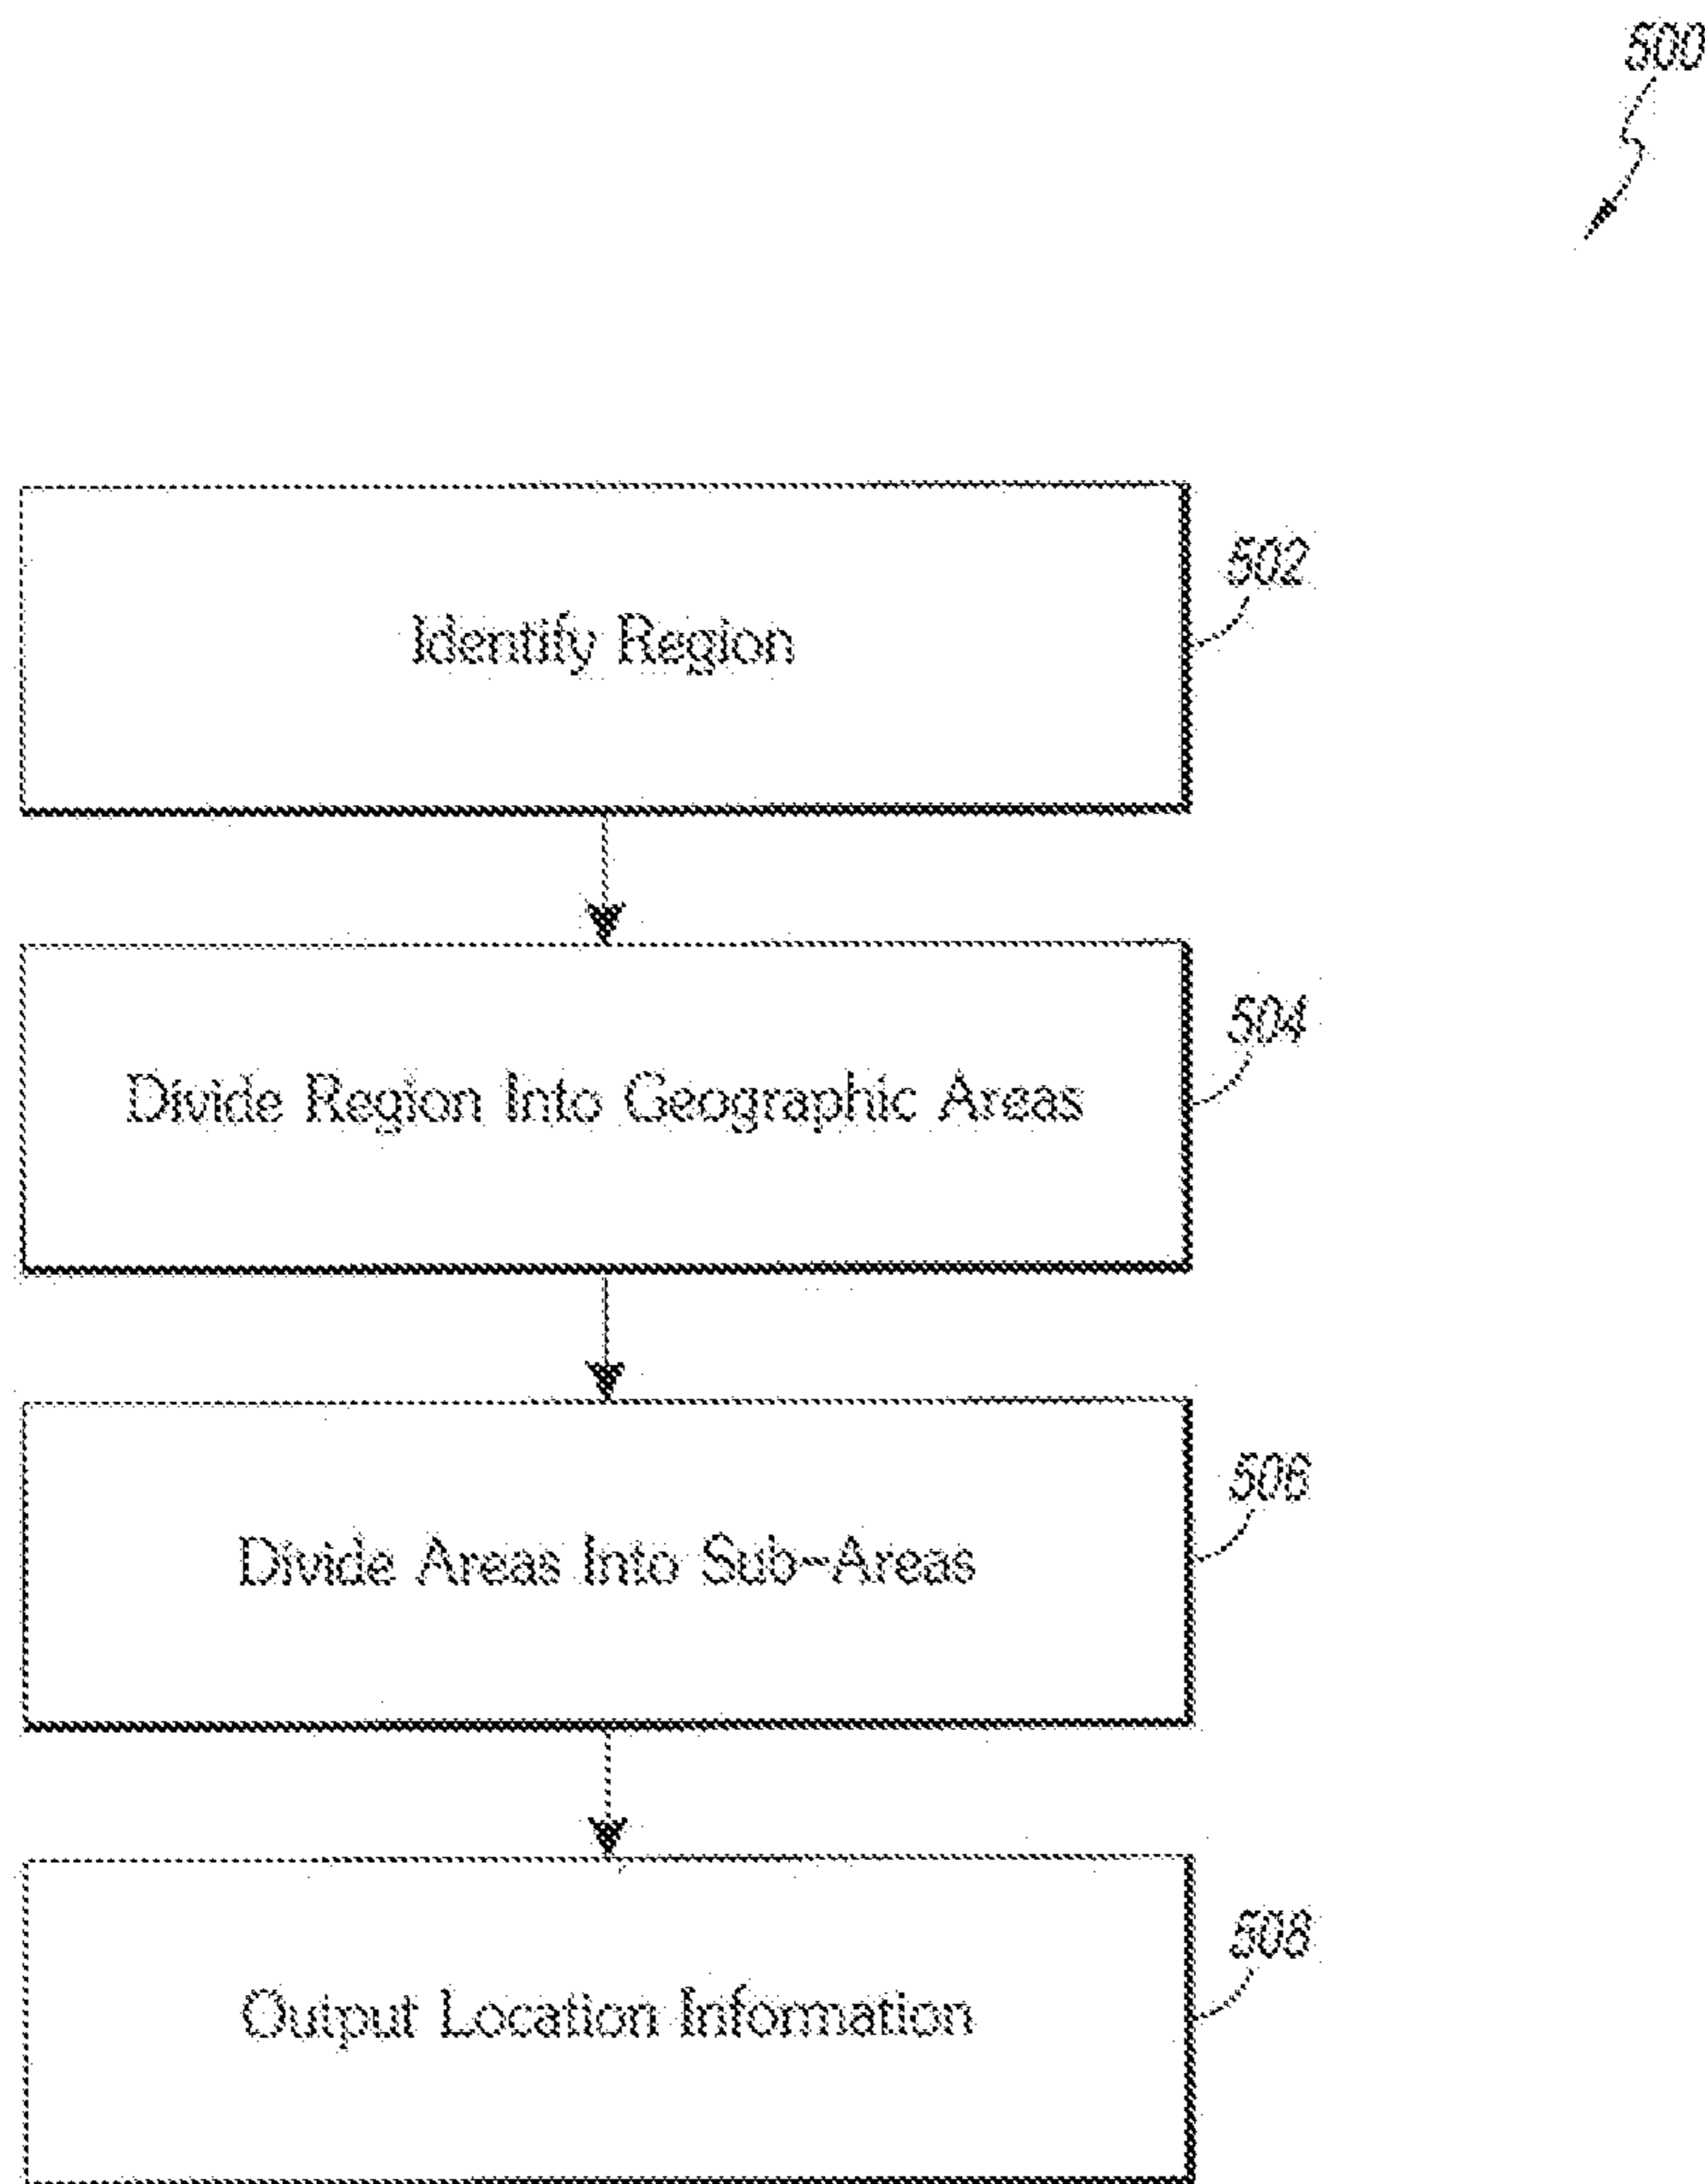 500
Identify Region
502
Divide Region Into Geographic Areas
504
Divide Areas Into Sub-Areas
506
Output Location Information
508